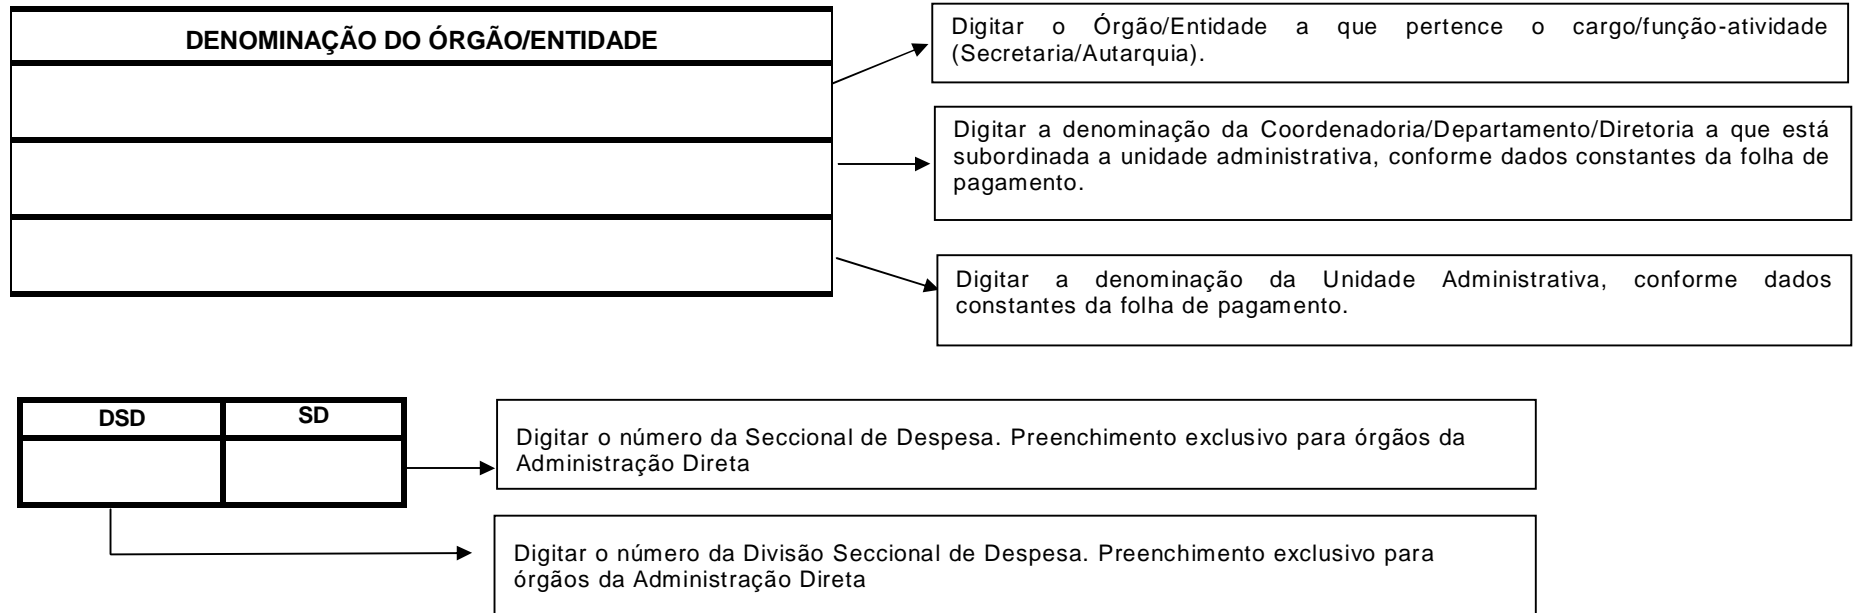 DENOMINAÇÃO DO ÓRGÃO/ENTIDADE
Digitar o Órgão/Entidade a que pertence o cargo/função-atividade
(Secretaria/Autarquia).
Digitar a denominação da Coordenadoria/Departamento/Diretoria a que está
subordinada a unidade administrativa, conforme dados constantes da folha de
pagamento.
Digitar a denominação da Unidade Administrativa, conforme dados
constantes da folha de pagamento.
DSD SD
Digitar o número da Seccional de Despesa. Preenchimento exclusivo para órgãos da
Administração Direta
Digitar o número da Divisão Seccional de Despesa. Preenchimento exclusivo para
órgãos da Administração Direta